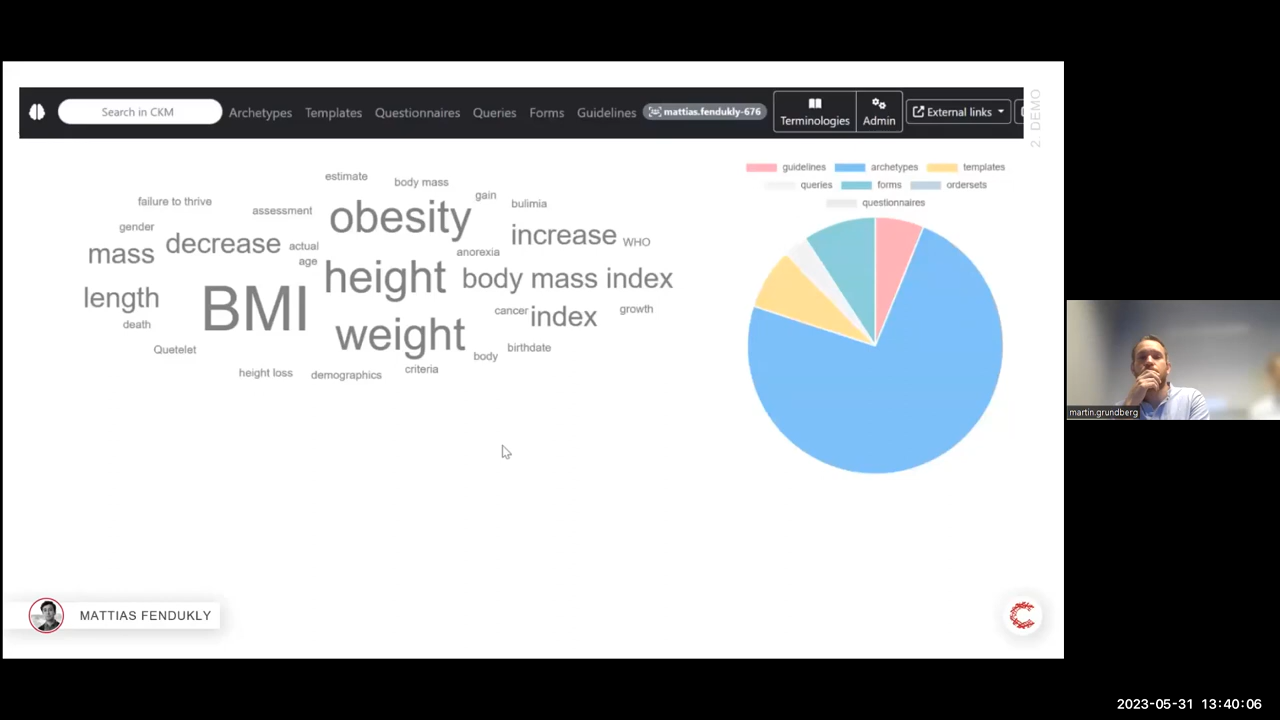 Search in CKM Archetypes Templates Questionnaires Queries Forms Guidelines mattias.fendukly-676 Terminologies Admin External links
2. DEMO
guidelines archetypes templates
queries forms ordersets
questionnaires
estimate body mass
gain
failure to thrive assessment obesity bulimia
gender
mass decrease actual anorexia increase WHO
age
length BMI height body mass index
death weight cancer index growth
Quetelet body birthdate
height loss demographics criteria
martin.grundberg
MATTIAS FENDUKLY
2023-05-31 13:40:06